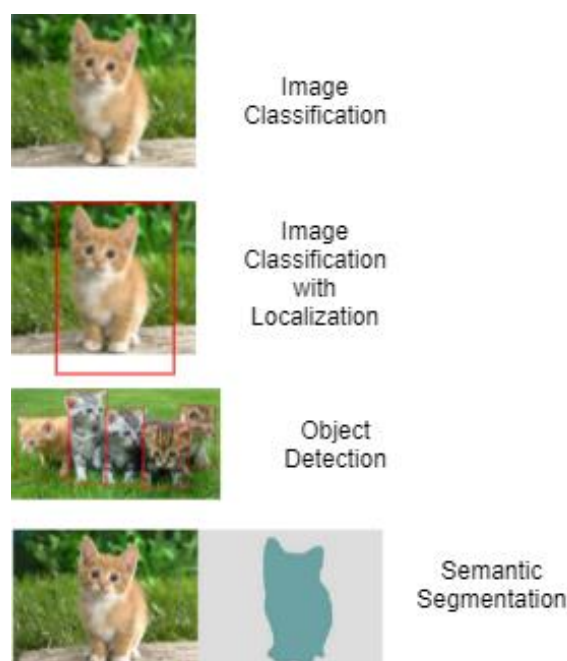 Image
Classification
Image
Classification
with
Localization
Object
Detection
Semantic
Segmentation